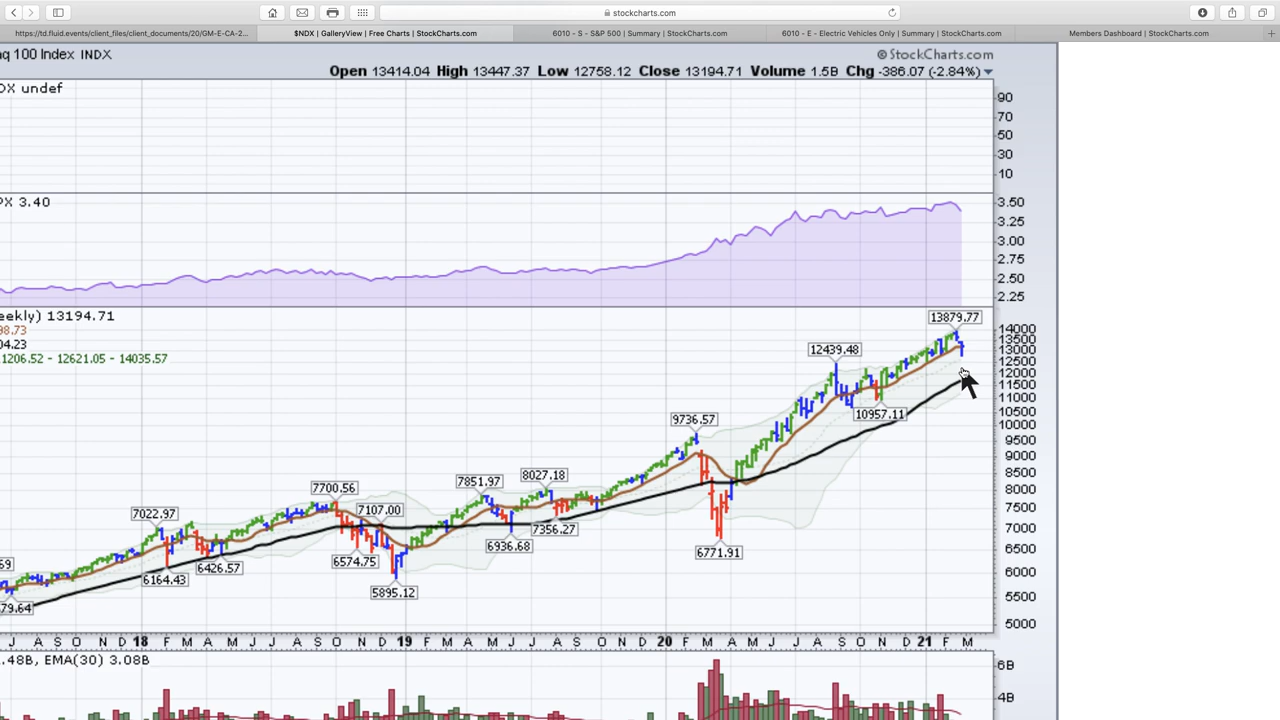 stockcharts.com
https://td.fluid.events/client_files/client_documents/20/GM-E-CA-2...
$NDX | GalleryView | Free Charts | StockCharts.com
6010 - S - S&P 500 | Summary | StockCharts.com
6010 - E - Electric Vehicles Only | Summary | StockCharts.com
Members Dashboard | StockCharts.com
aq 100 Index INDX
© StockCharts.com
Open 13414.04 High 13447.37 Low 12758.12 Close 13194.71 Volume 1.5B Chg -386.07 (-2.84%)
DX undef
90
70
50
30
10
PX 3.40
3.50
3.25
3.00
2.75
2.50
2.25
eekly) 13194.71
98.73
04.23
11206.52 - 12621.05 - 14035.57
13879.77
12439.48
10957.11
9736.57
8027.18
7851.97
7700.56
7107.00
7022.97
7356.27
6936.68
6771.91
6574.75
6426.57
6164.43
5895.12
69
79.64
14000
13500
13000
12500
12000
11500
11000
10500
10000
9500
9000
8500
8000
7500
7000
6500
6000
5500
5000
J A S O N D 18 F M A M J J A S O N D 19 F M A M J J A S O N D 20 F M A M J J A S O N D 21 F M
.48B, EMA(30) 3.08B
6B
4B